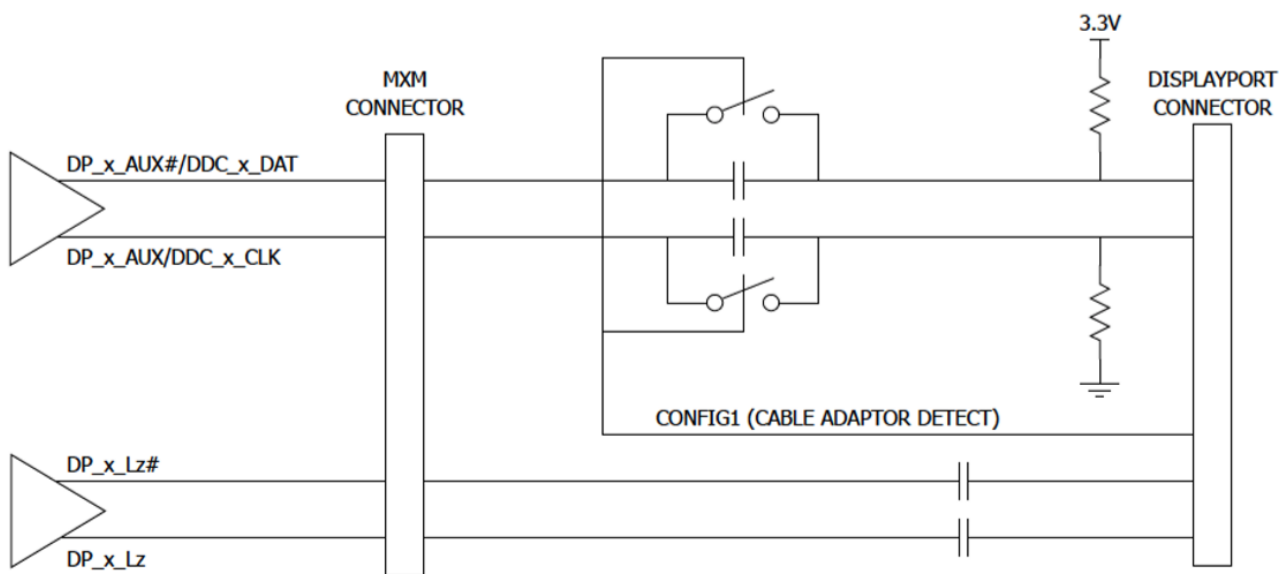 3.3V
MXM
CONNECTOR
DISPLAYPORT
CONNECTOR
DP_x_AUX#/DDC_x_DAT
DP_x_AUX/DDC_x_CLK
CONFIG1 (CABLE ADAPTOR DETECT)
DP_x_Lz#
DP_x_Lz